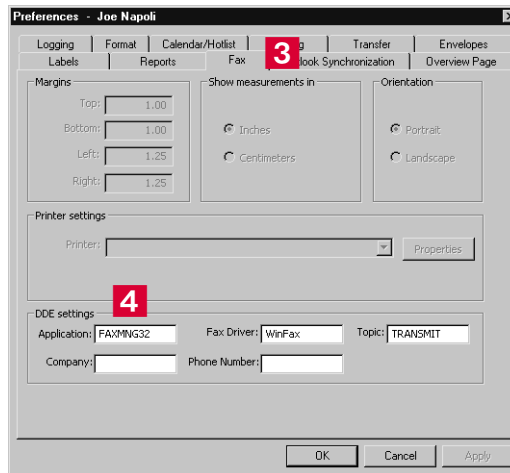 Preferences - Joe Napoli
Logging Format Calendar/Hotlist g Transfer Envelopes
Labels Reports Fax 3 look Synchronization Overview Page
Margins Show measurements in Orientation
Top: 1.00
Bottom: 1.00 Inches Portrait
Left: 1.25 Centimeters Landscape
Right: 1.25
Printer settings
Printer: Properties
4
DDE settings
Application: FAXMNG32 Fax Driver: WinFax Topic: TRANSMIT
Company: Phone Number:
OK Cancel Apply